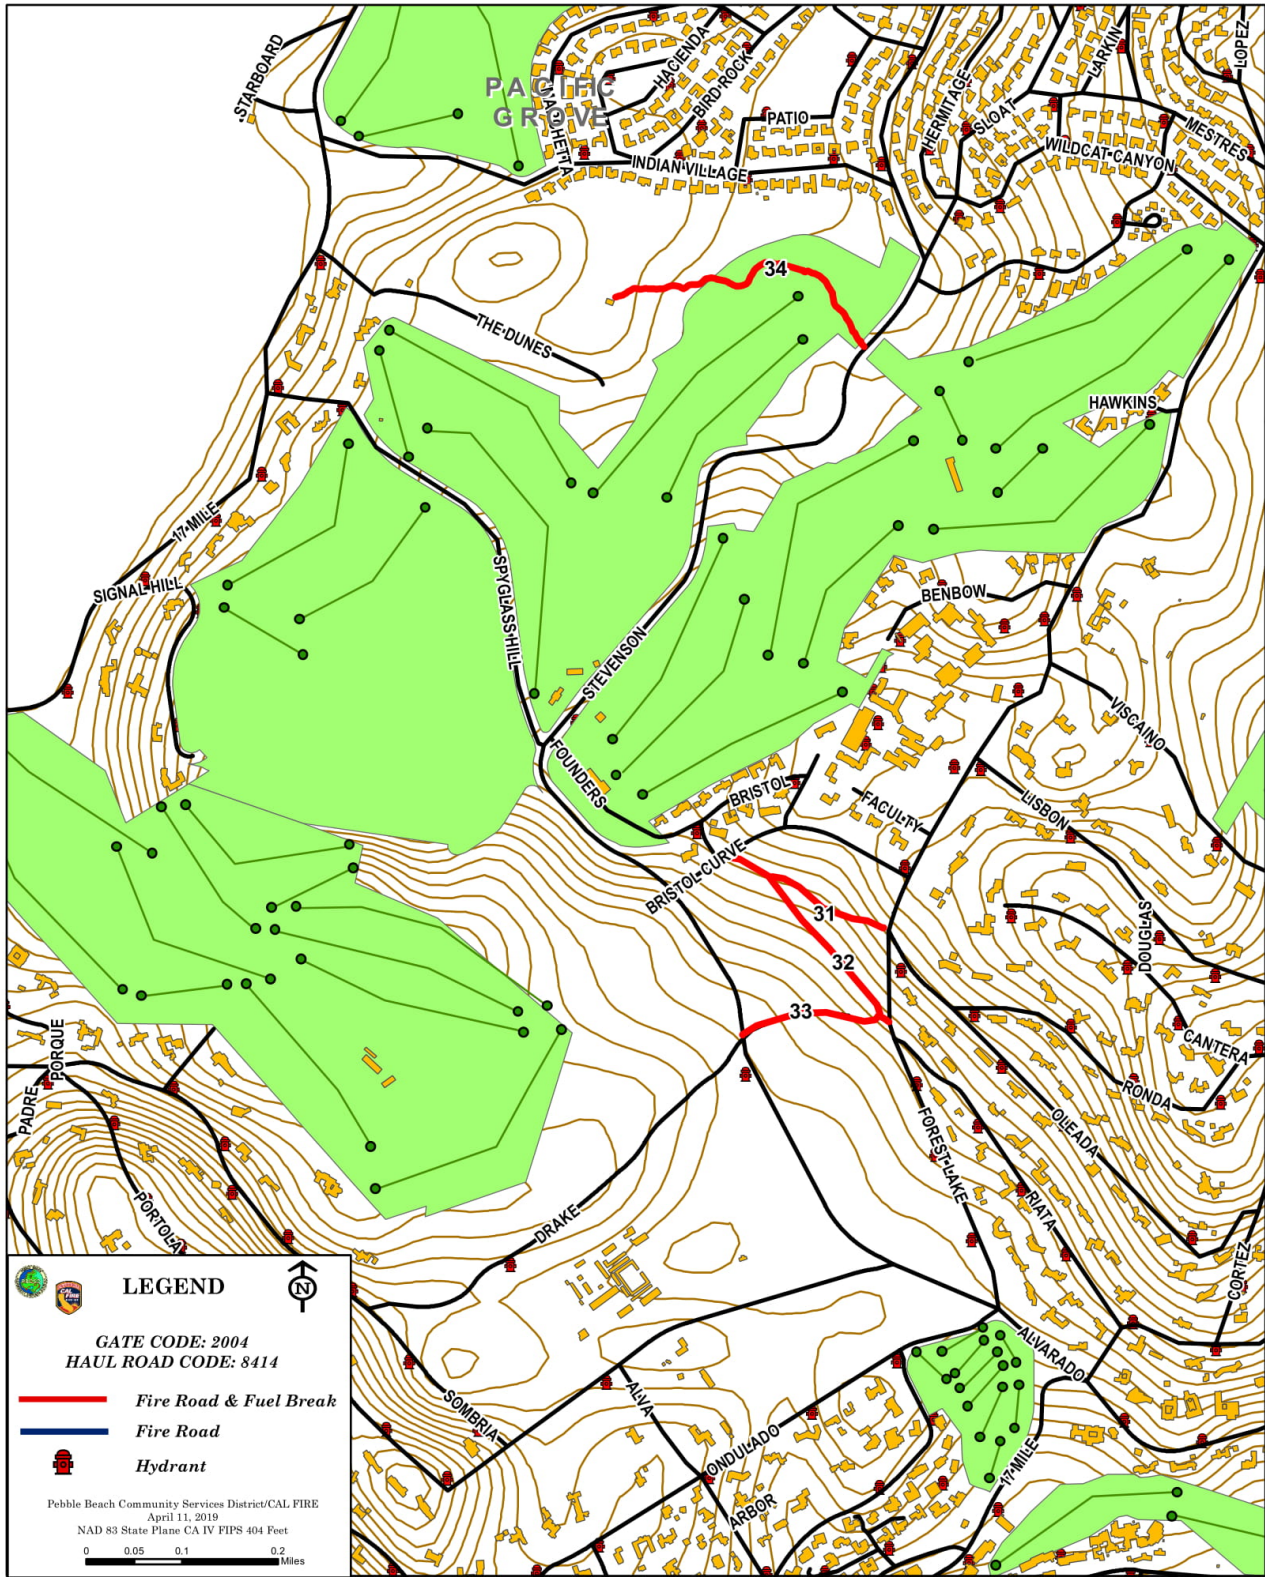 STARBOARD
PACIFIC
GROVE
HACIENDA
BIRD ROCK
PATIO
INDIAN VILLAGE
HERMITAGE
SLOAT
LARKIN
LOPEZ
MESTRES
WILDCAT CANYON
34
THE DUNES
HAWKINS
17 MILE
SIGNAL HILL
SPYGLASS HILL
STEVENSON
BENBOW
VISCAINO
FOUNDERS
BRISTOL
FACULTY
LISBON
BRISTOL CURVE
31
32
33
DOUGLAS
CANTERA
RONDA
OLEADA
PADRE
PORQUE
PORTOLA
DRAKE
FOREST LAKE
RIATA
CORTEZ
ALVARADO
SOMBRIA
ALVA
ONDULADO
ARBOR
17 MILE
LEGEND
N
GATE CODE: 2004
HAUL ROAD CODE: 8414
Fire Road & Fuel Break
Fire Road
Hydrant
Pebble Beach Community Services District/CAL FIRE
April 11, 2019
NAD 83 State Plane CA IV FIPS 404 Feet
0 0.05 0.1 0.2
Miles